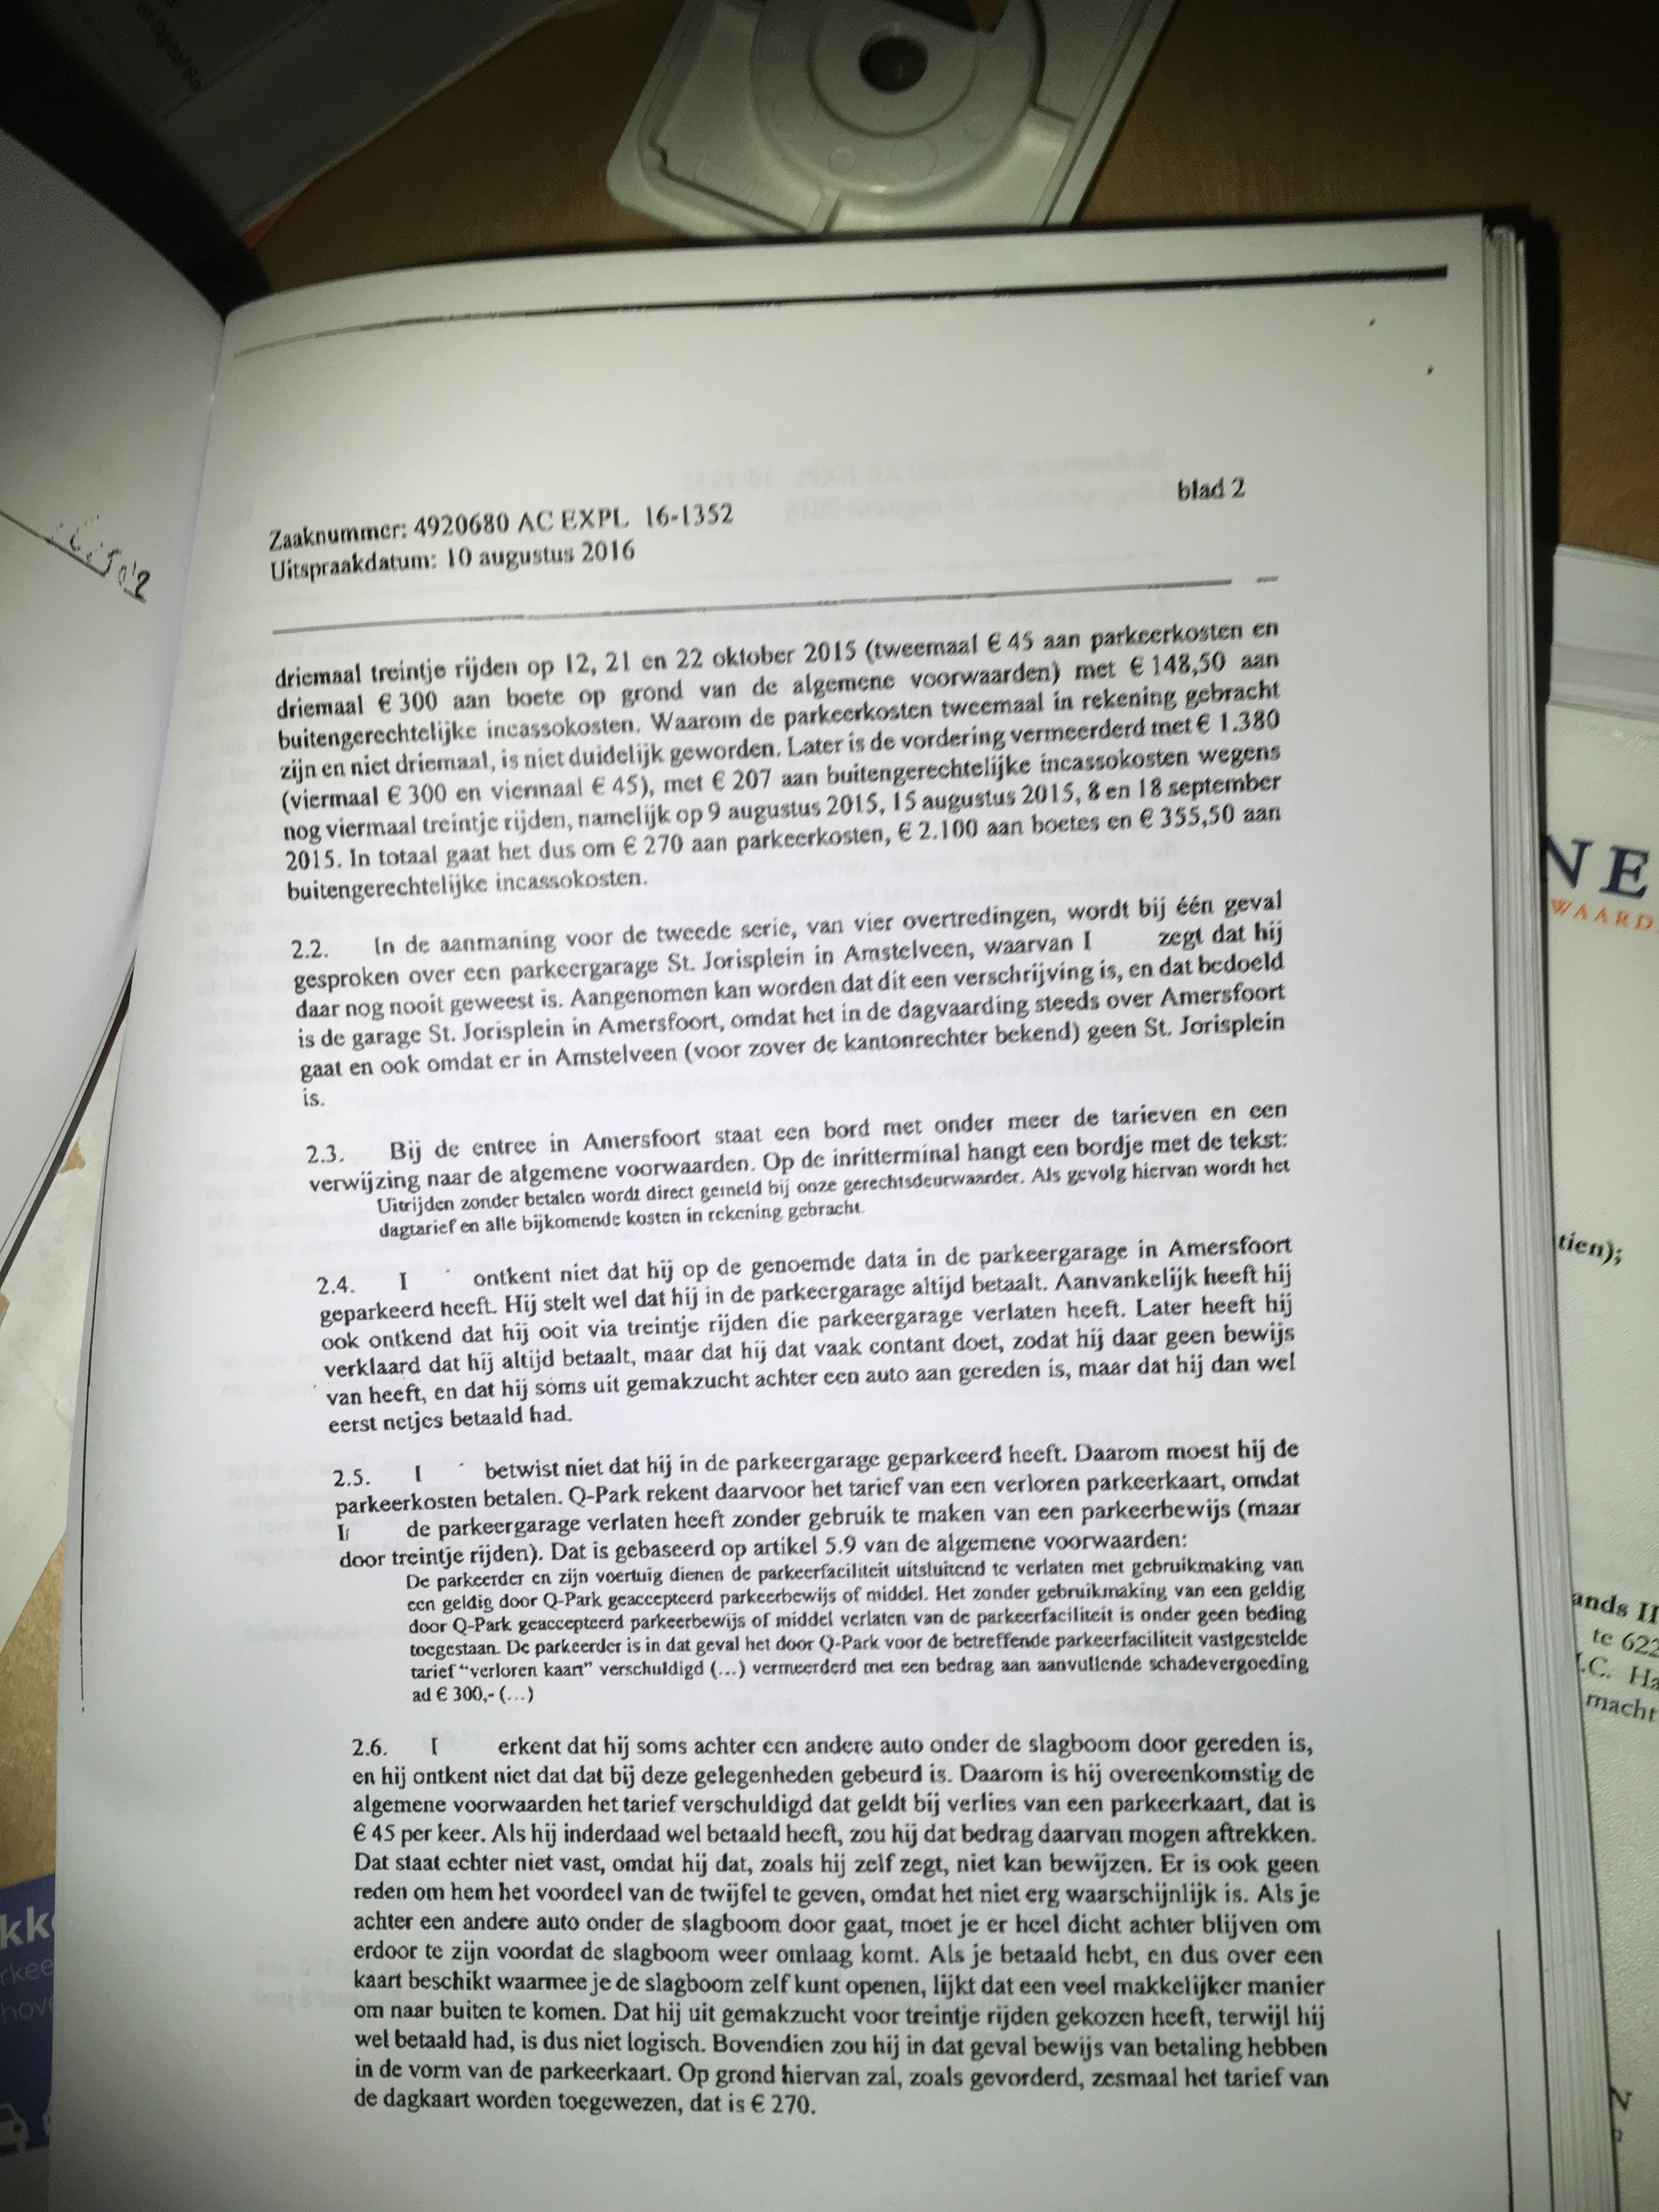 blad 2
Zaaknummer: 4920680 AC EXPL 16-1352
Uitspraakdatum: 10 augustus 2016
driemaal treintje rijden op 12, 21 en 22 oktober 2015 (tweemaal € 45 aan parkeerkosten en
driemaal € 300 aan boete op grond van de algemene voorwaarden) met € 148,50 aan
buitengerechtelijke incassokosten. Waarom de parkeerkosten tweemaal in rekening gebracht
zijn en niet driemaal, is niet duidelijk geworden. Later is de vordering vermeerderd met € 1.380
(viermaal € 300 en viermaal € 45), met € 207 aan buitengerechtelijke incassokosten wegens
nog viermaal treintje rijden, namelijk op 9 augustus 2015, 15 augustus 2015, 8 en 18 september
2015. In totaal gaat het dus om € 270 aan parkeerkosten, € 2.100 aan boetes en € 355,50 aan
buitengerechtelijke incassokosten.
2.2. In de aanmaning voor de tweede serie, van vier overtredingen, wordt bij één geval
gesproken over een parkeergarage St. Jorisplein in Amstelveen, waarvan I zegt dat hij
daar nog nooit geweest is. Aangenomen kan worden dat dit een verschrijving is, en dat bedoeld
is de garage St. Jorisplein in Amersfoort, omdat het in de dagvaarding steeds over Amersfoort
gaat en ook omdat er in Amstelveen (voor zover de kantonrechter bekend) geen St. Jorisplein
is.
2.3. Bij de entree in Amersfoort staat een bord met onder meer de tarieven en een
verwijzing naar de algemene voorwaarden. Op de inritterminal hangt een bordje met de tekst:
Uitrijden zonder betalen wordt direct gemeld bij onze gerechtsdeurwaarder. Als gevolg hiervan wordt het
dagtarief en alle bijkomende kosten in rekening gebracht.
2.4. I ontkent niet dat hij op de genoemde data in de parkeergarage in Amersfoort
geparkeerd heeft. Hij stelt wel dat hij in de parkeergarage altijd betaalt. Aanvankelijk heeft hij
ook ontkend dat hij ooit via treintje rijden die parkeergarage verlaten heeft. Later heeft hij
verklaard dat hij altijd betaalt, maar dat hij dat vaak contant doet, zodat hij daar geen bewijs
van heeft, en dat hij soms uit gemakzucht achter een auto aan gereden is, maar dat hij dan wel
eerst netjes betaald had.
2.5. I betwist niet dat hij in de parkeergarage geparkeerd heeft. Daarom moest hij de
parkeerkosten betalen. Q-Park rekent daarvoor het tarief van een verloren parkeerkaart, omdat
de parkeergarage verlaten heeft zonder gebruik te maken van een parkeerbewijs (maar
door treintje rijden). Dat is gebaseerd op artikel 5.9 van de algemene voorwaarden:
De parkeerder en zijn voertuig dienen de parkeerfaciliteit uitsluitend te verlaten met gebruikmaking van
een geldig door Q-Park geaccepteerd parkeerbewijs of middel. Het zonder gebruikmaking van een geldig
door Q-Park geaccepteerd parkeerbewijs of middel verlaten van de parkeerfaciliteit is onder geen beding
toegestaan. De parkeerder is in dat geval het door Q-Park voor de betreffende parkeerfaciliteit vastgestelde
tarief “verloren kaart” verschuldigd (...) vermeerderd met een bedrag aan aanvullende schadevergoeding
ad € 300,- (...)
2.6. I erkent dat hij soms achter een andere auto onder de slagboom door gereden is,
en hij ontkent niet dat dat bij deze gelegenheden gebeurd is. Daarom is hij overeenkomstig de
algemene voorwaarden het tarief verschuldigd dat geldt bij verlies van een parkeerkaart, dat is
€ 45 per keer. Als hij inderdaad wel betaald heeft, zou hij dat bedrag daarvan mogen aftrekken.
Dat staat echter niet vast, omdat hij dat, zoals hij zelf zegt, niet kan bewijzen. Er is ook geen
reden om hem het voordeel van de twijfel te geven, omdat het niet erg waarschijnlijk is. Als je
achter een andere auto onder de slagboom door gaat, moet je er heel dicht achter blijven om
erdoor te zijn voordat de slagboom weer omlaag komt. Als je betaald hebt, en dus over een
kaart beschikt waarmee je de slagboom zelf kunt openen, lijkt dat een veel makkelijker manier
om naar buiten te komen. Dat hij uit gemakzucht voor treintje rijden gekozen heeft, terwijl hij
wel betaald had, is dus niet logisch. Bovendien zou hij in dat geval bewijs van betaling hebben
in de vorm van de parkeerkaart. Op grond hiervan zal, zoals gevorderd, zesmaal het tarief van
de dagkaart worden toegewezen, dat is € 270.
NE
WAARD
tien);
ands II
te 622
.C. Ha
macht
kk
rkee
hov